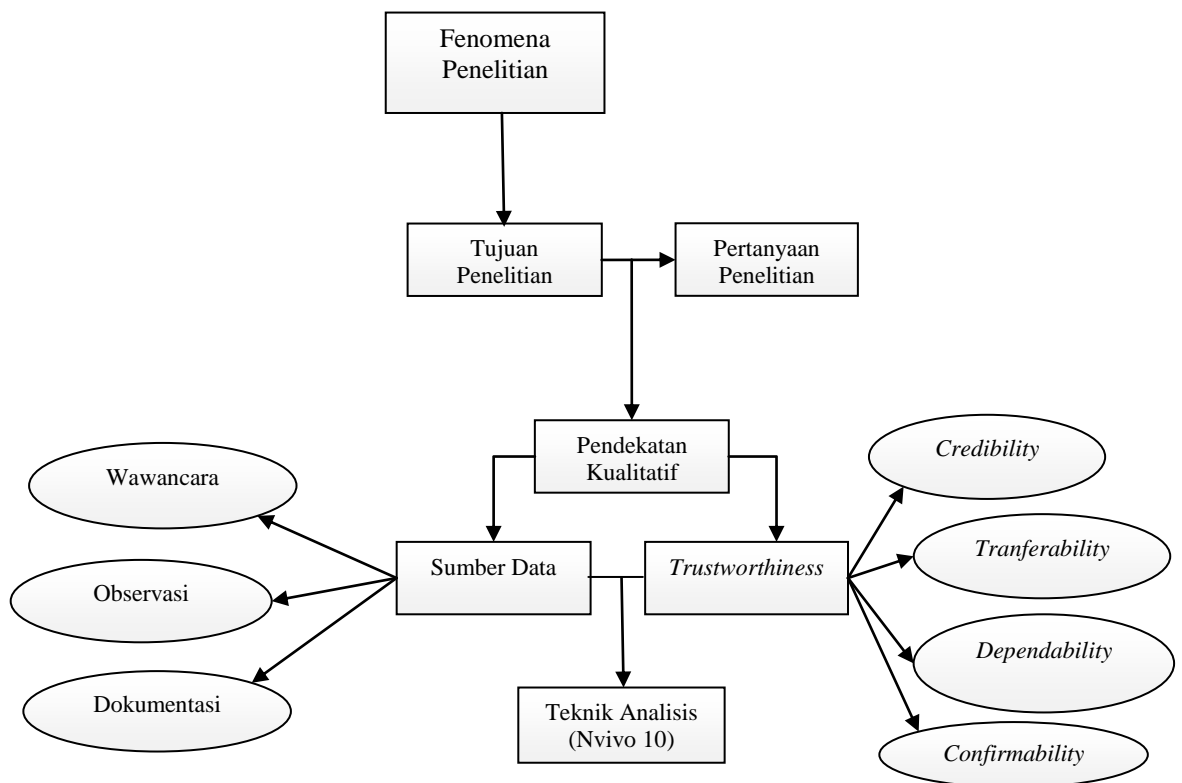 Fenomena
Penelitian
Tujuan
Penelitian
Pertanyaan
Penelitian
Pendekatan
Kualitatif
Credibility
Wawancara
Sumber Data
Trustworthiness
Tranferability
Observasi
Dependability
Dokumentasi
Teknik Analisis
(Nvivo 10)
Confirmability